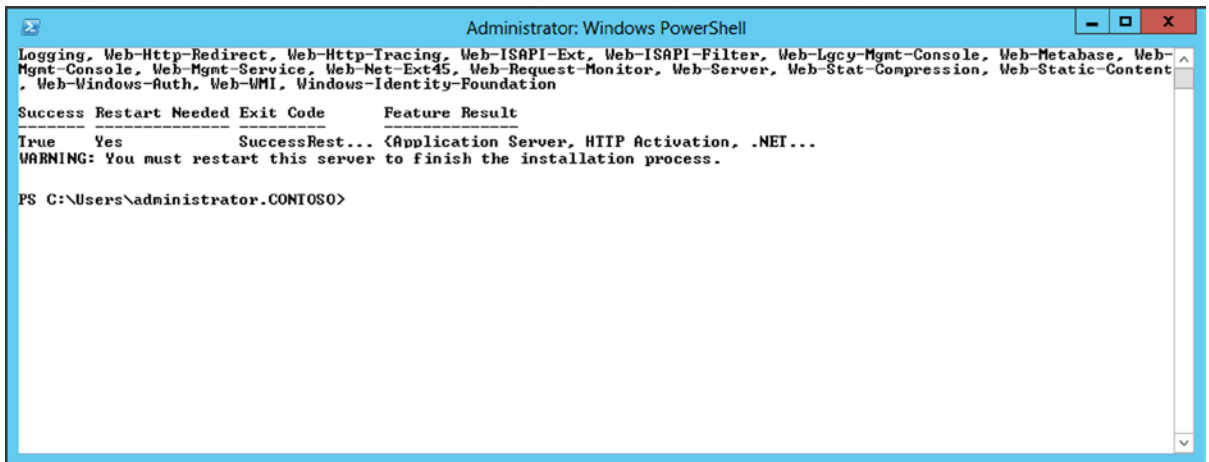 Administrator: Windows PowerShell
Logging, Web-Http-Redirect, Web-Http-Tracing, Web-ISAPI-Ext, Web-ISAPI-Filter, Web-Lgcy-Mgmt-Console, Web-Metabase, Web-
Mgmt-Console, Web-Mgmt-Service, Web-Net-Ext45, Web-Request-Monitor, Web-Server, Web-Stat-Compression, Web-Static-Content
, Web-Windows-Auth, Web-WMI, Windows-Identity-Foundation
Success Restart Needed Exit Code      Feature Result
------- -------------- ---------      --------------
True    Yes            SuccessRest... {Application Server, HTTP Activation, .NET...
WARNING: You must restart this server to finish the installation process.
PS C:\Users\administrator.CONTOSO>